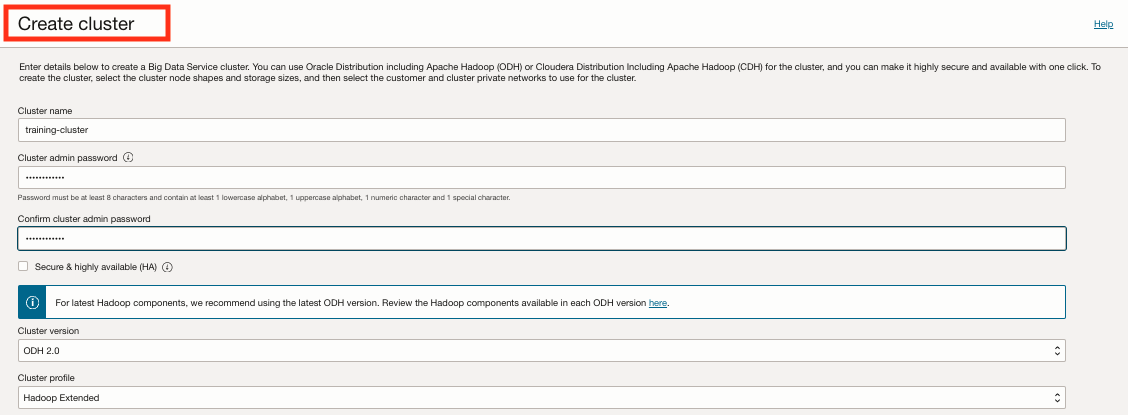 Create cluster
Help
Enter details below to create a Big Data Service cluster. You can use Oracle Distribution including Apache Hadoop (ODH) or Cloudera Distribution Including Apache Hadoop (CDH) for the cluster, and you can make it highly secure and available with one click. To
create the cluster, select the cluster node shapes and storage sizes, and then select the customer and cluster private networks to use for the cluster.
Cluster name
training-cluster
Cluster admin password
••••••••••••
Password must be at least 8 characters and contain at least 1 lowercase alphabet, 1 uppercase alphabet, 1 numeric character and 1 special character.
Confirm cluster admin password
••••••••••••
Secure & highly available (HA)
For latest Hadoop components, we recommend using the latest ODH version. Review the Hadoop components available in each ODH version here.
Cluster version
ODH 2.0
Cluster profile
Hadoop Extended